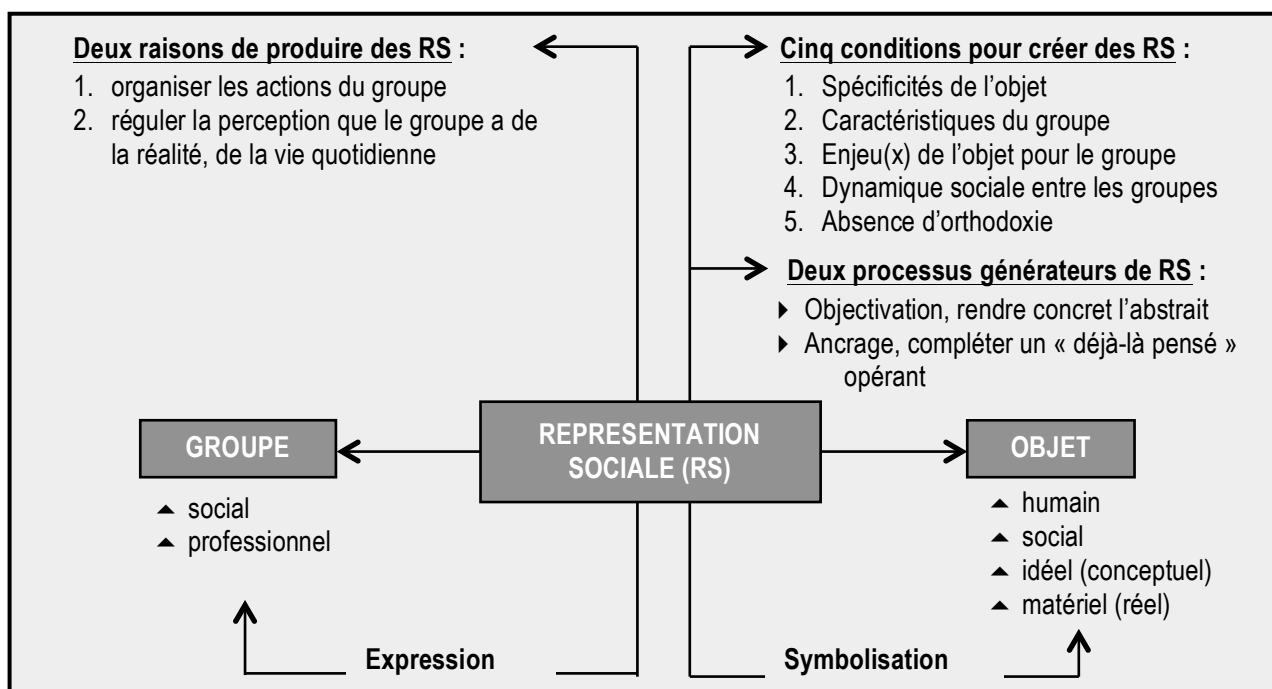 Deux raisons de produire des RS :
1. organiser les actions du groupe
2. réguler la perception que le groupe a de
la réalité, de la vie quotidienne
Cinq conditions pour créer des RS :
1. Spécificités de l’objet
2. Caractéristiques du groupe
3. Enjeu(x) de l’objet pour le groupe
4. Dynamique sociale entre les groupes
5. Absence d’orthodoxie
Deux processus générateurs de RS :
Objectivation, rendre concret l’abstrait
Ancrage, compléter un « déjà-là pensé »
opérant
GROUPE
REPRESENTATION
SOCIALE (RS)
OBJET
social
professionnel
humain
social
idéel (conceptuel)
matériel (réel)
Expression
Symbolisation